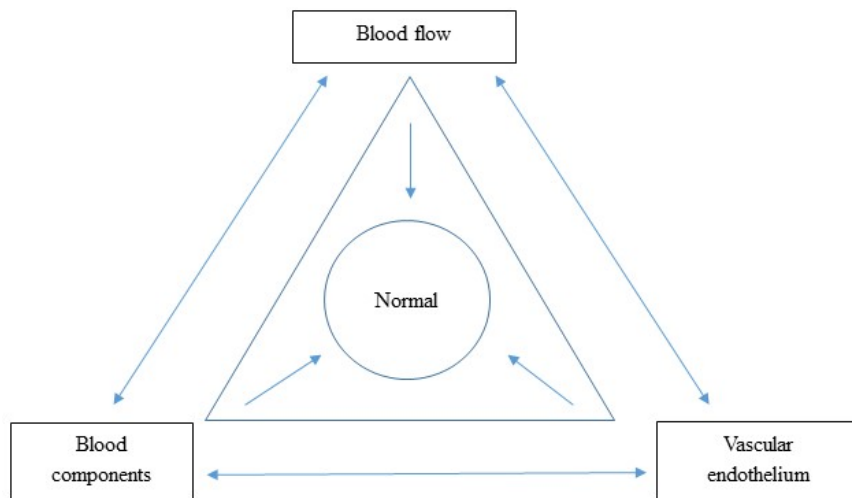 Blood flow
Normal
Blood
components
Vascular
endothelium